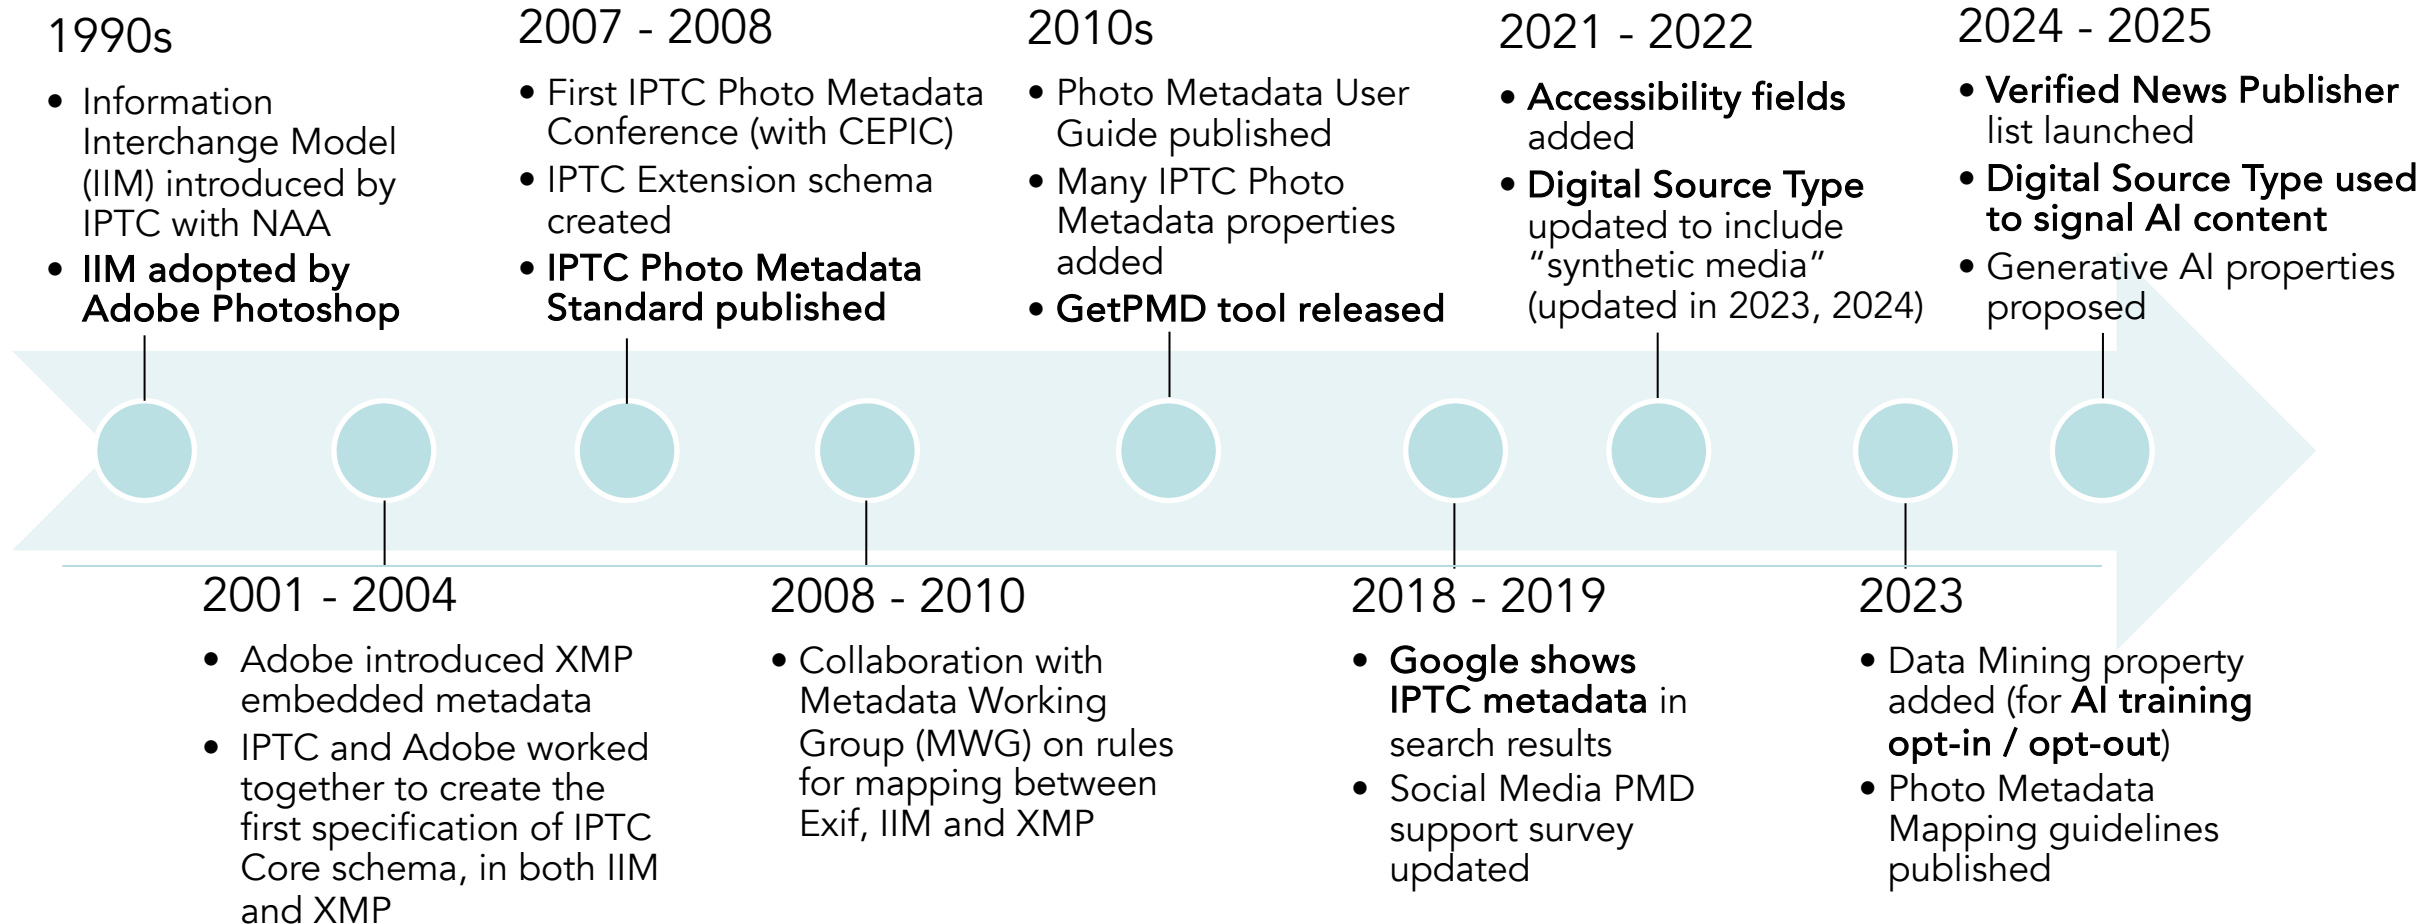 1990s
• Information
Interchange Model
(IIM) introduced by
IPTC with NAA
• IIM adopted by
Adobe Photoshop
2001 - 2004
• Adobe introduced XMP
embedded metadata
• IPTC and Adobe worked
together to create the
first specification of IPTC
Core schema, in both IIM
and XMP
2007 - 2008
• First IPTC Photo Metadata
Conference (with CEPIC)
• IPTC Extension schema
created
• IPTC Photo Metadata
Standard published
2008 - 2010
• Collaboration with
Metadata Working
Group (MWG) on rules
for mapping between
Exif, IIM and XMP
2010s
• Photo Metadata User
Guide published
• Many IPTC Photo
Metadata properties
added
• GetPMD tool released
2018 - 2019
• Google shows
IPTC metadata in
search results
• Social Media PMD
support survey
updated
2021 - 2022
• Accessibility fields
added
• Digital Source Type
updated to include
“synthetic media”
(updated in 2023, 2024)
2023
• Data Mining property
added (for AI training
opt-in / opt-out)
• Photo Metadata
Mapping guidelines
published
2024 - 2025
• Verified News Publisher
list launched
• Digital Source Type used
to signal AI content
• Generative AI properties
proposed